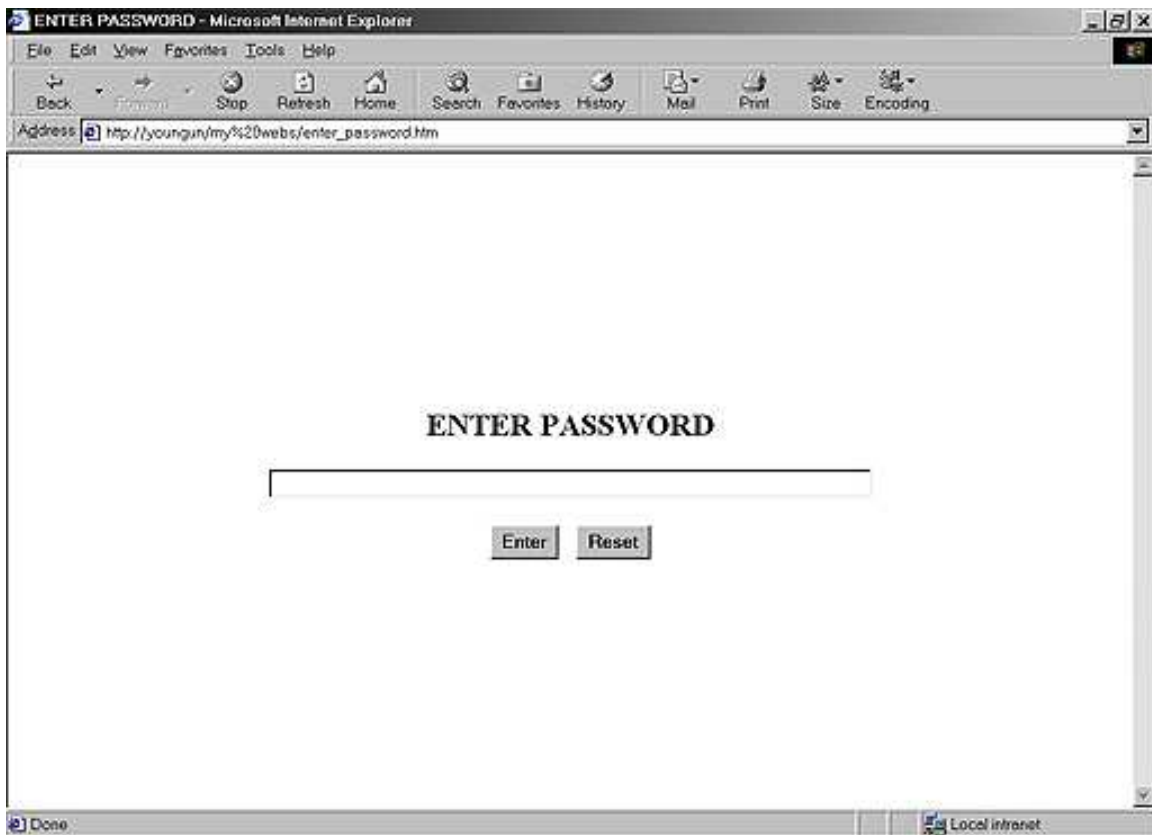 ENTER PASSWORD - Microsoft Internet Explorer
File Edit View Favorites Tools Help
Back Forward Stop Refresh Home Search Favorites History Mail Print Size Encoding
Address http://youngun/my%20webs/enter_password.htm
ENTER PASSWORD
Enter Reset
Done Local intranet